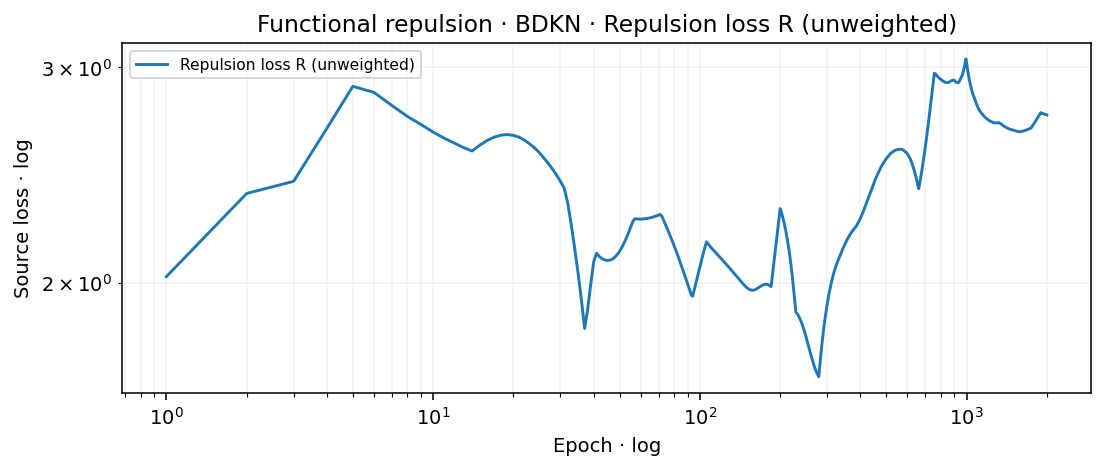 Functional repulsion · BDKN · Repulsion loss R (unweighted)
Repulsion loss R (unweighted)
Source loss · log
3 × 10⁰
2 × 10⁰
10⁰ 10¹ 10² 10³
Epoch · log